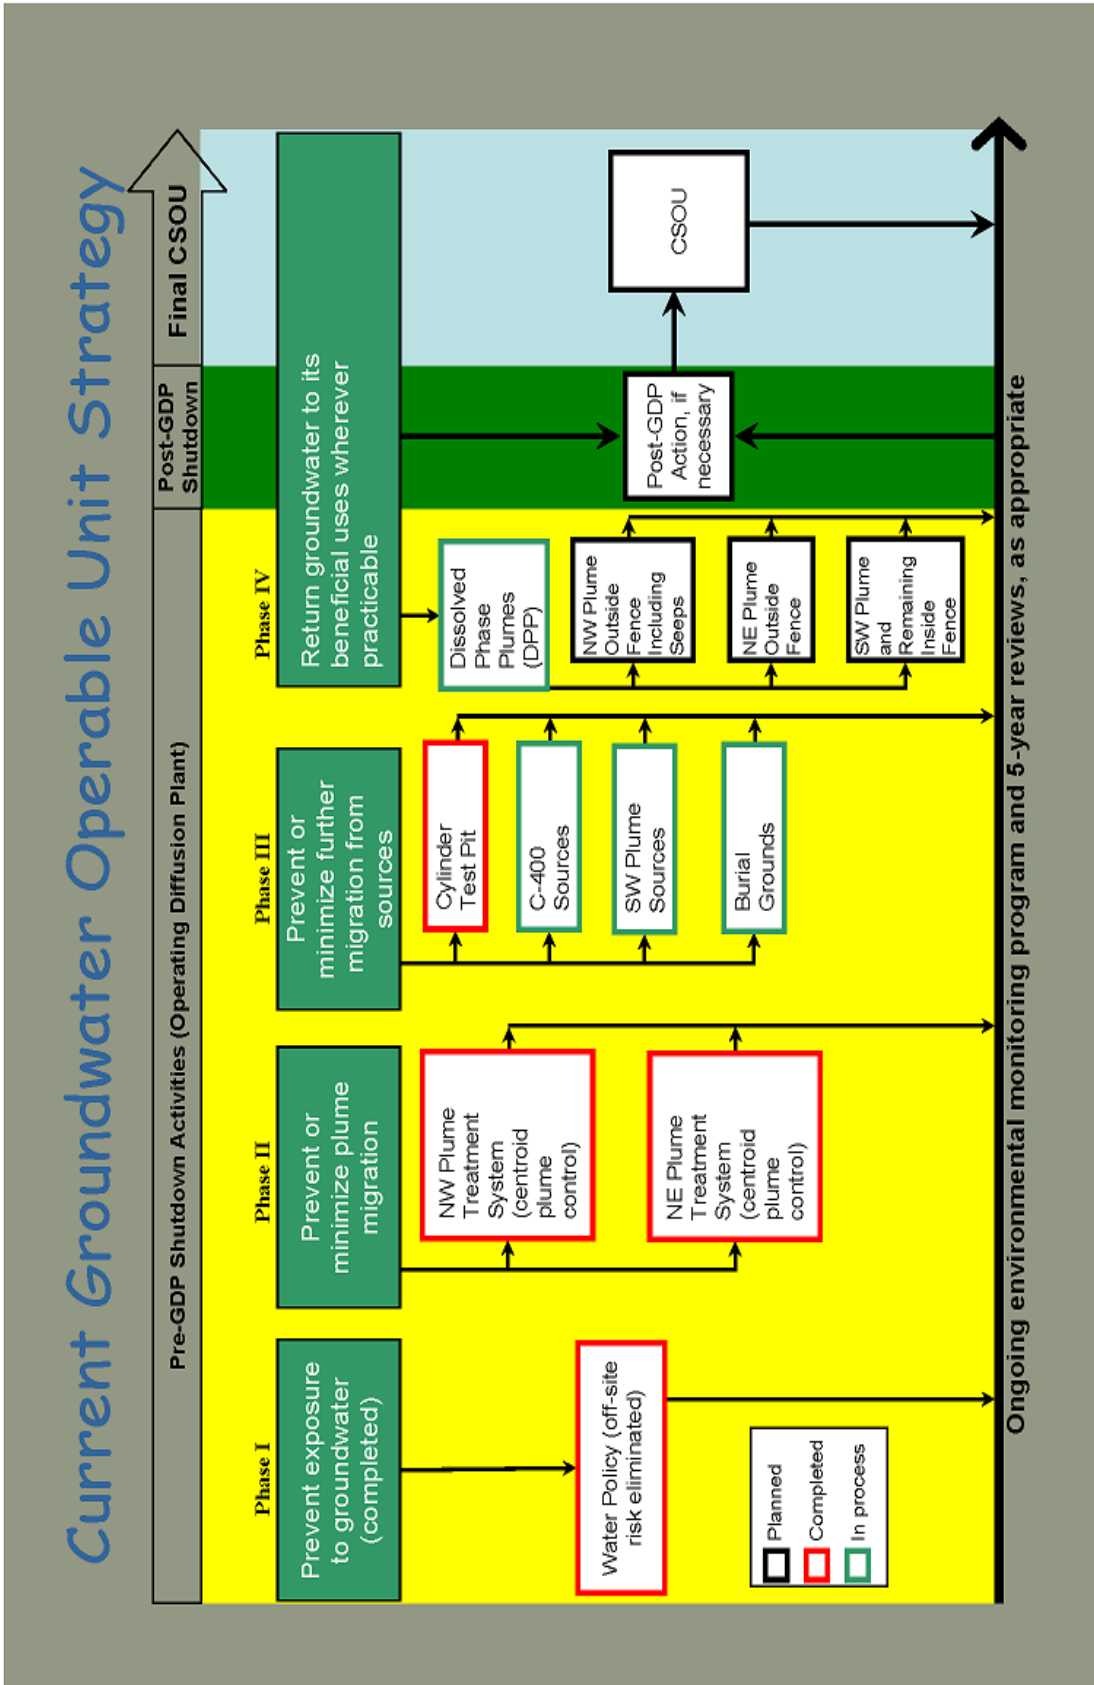 Current Groundwater Operable Unit Strategy
Pre-GDP Shutdown Activities (Operating Diffusion Plant)
Post-GDP
Shutdown
Final CSOU
Phase I
Prevent exposure
to groundwater
(completed)
Water Policy (off-site
risk eliminated)
Phase II
Prevent or
minimize plume
migration
NW Plume
Treatment
System
(centroid
plume
control)
NE Plume
Treatment
System
(centroid
plume
control)
Phase III
Prevent or
minimize further
migration from
sources
Cylinder
Test Pit
C-400
Sources
SW Plume
Sources
Burial
Grounds
Phase IV
Return groundwater to its
beneficial uses wherever
practicable
Dissolved
Phase
Plumes
(DPP)
NW Plume
Outside
Fence
Including
Seeps
NE Plume
Outside
Fence
SW Plume
and
Remaining
Inside
Fence
Post-GDP
Action, if
necessary
CSOU
Planned
Completed
In process
Ongoing environmental monitoring program and 5-year reviews, as appropriate